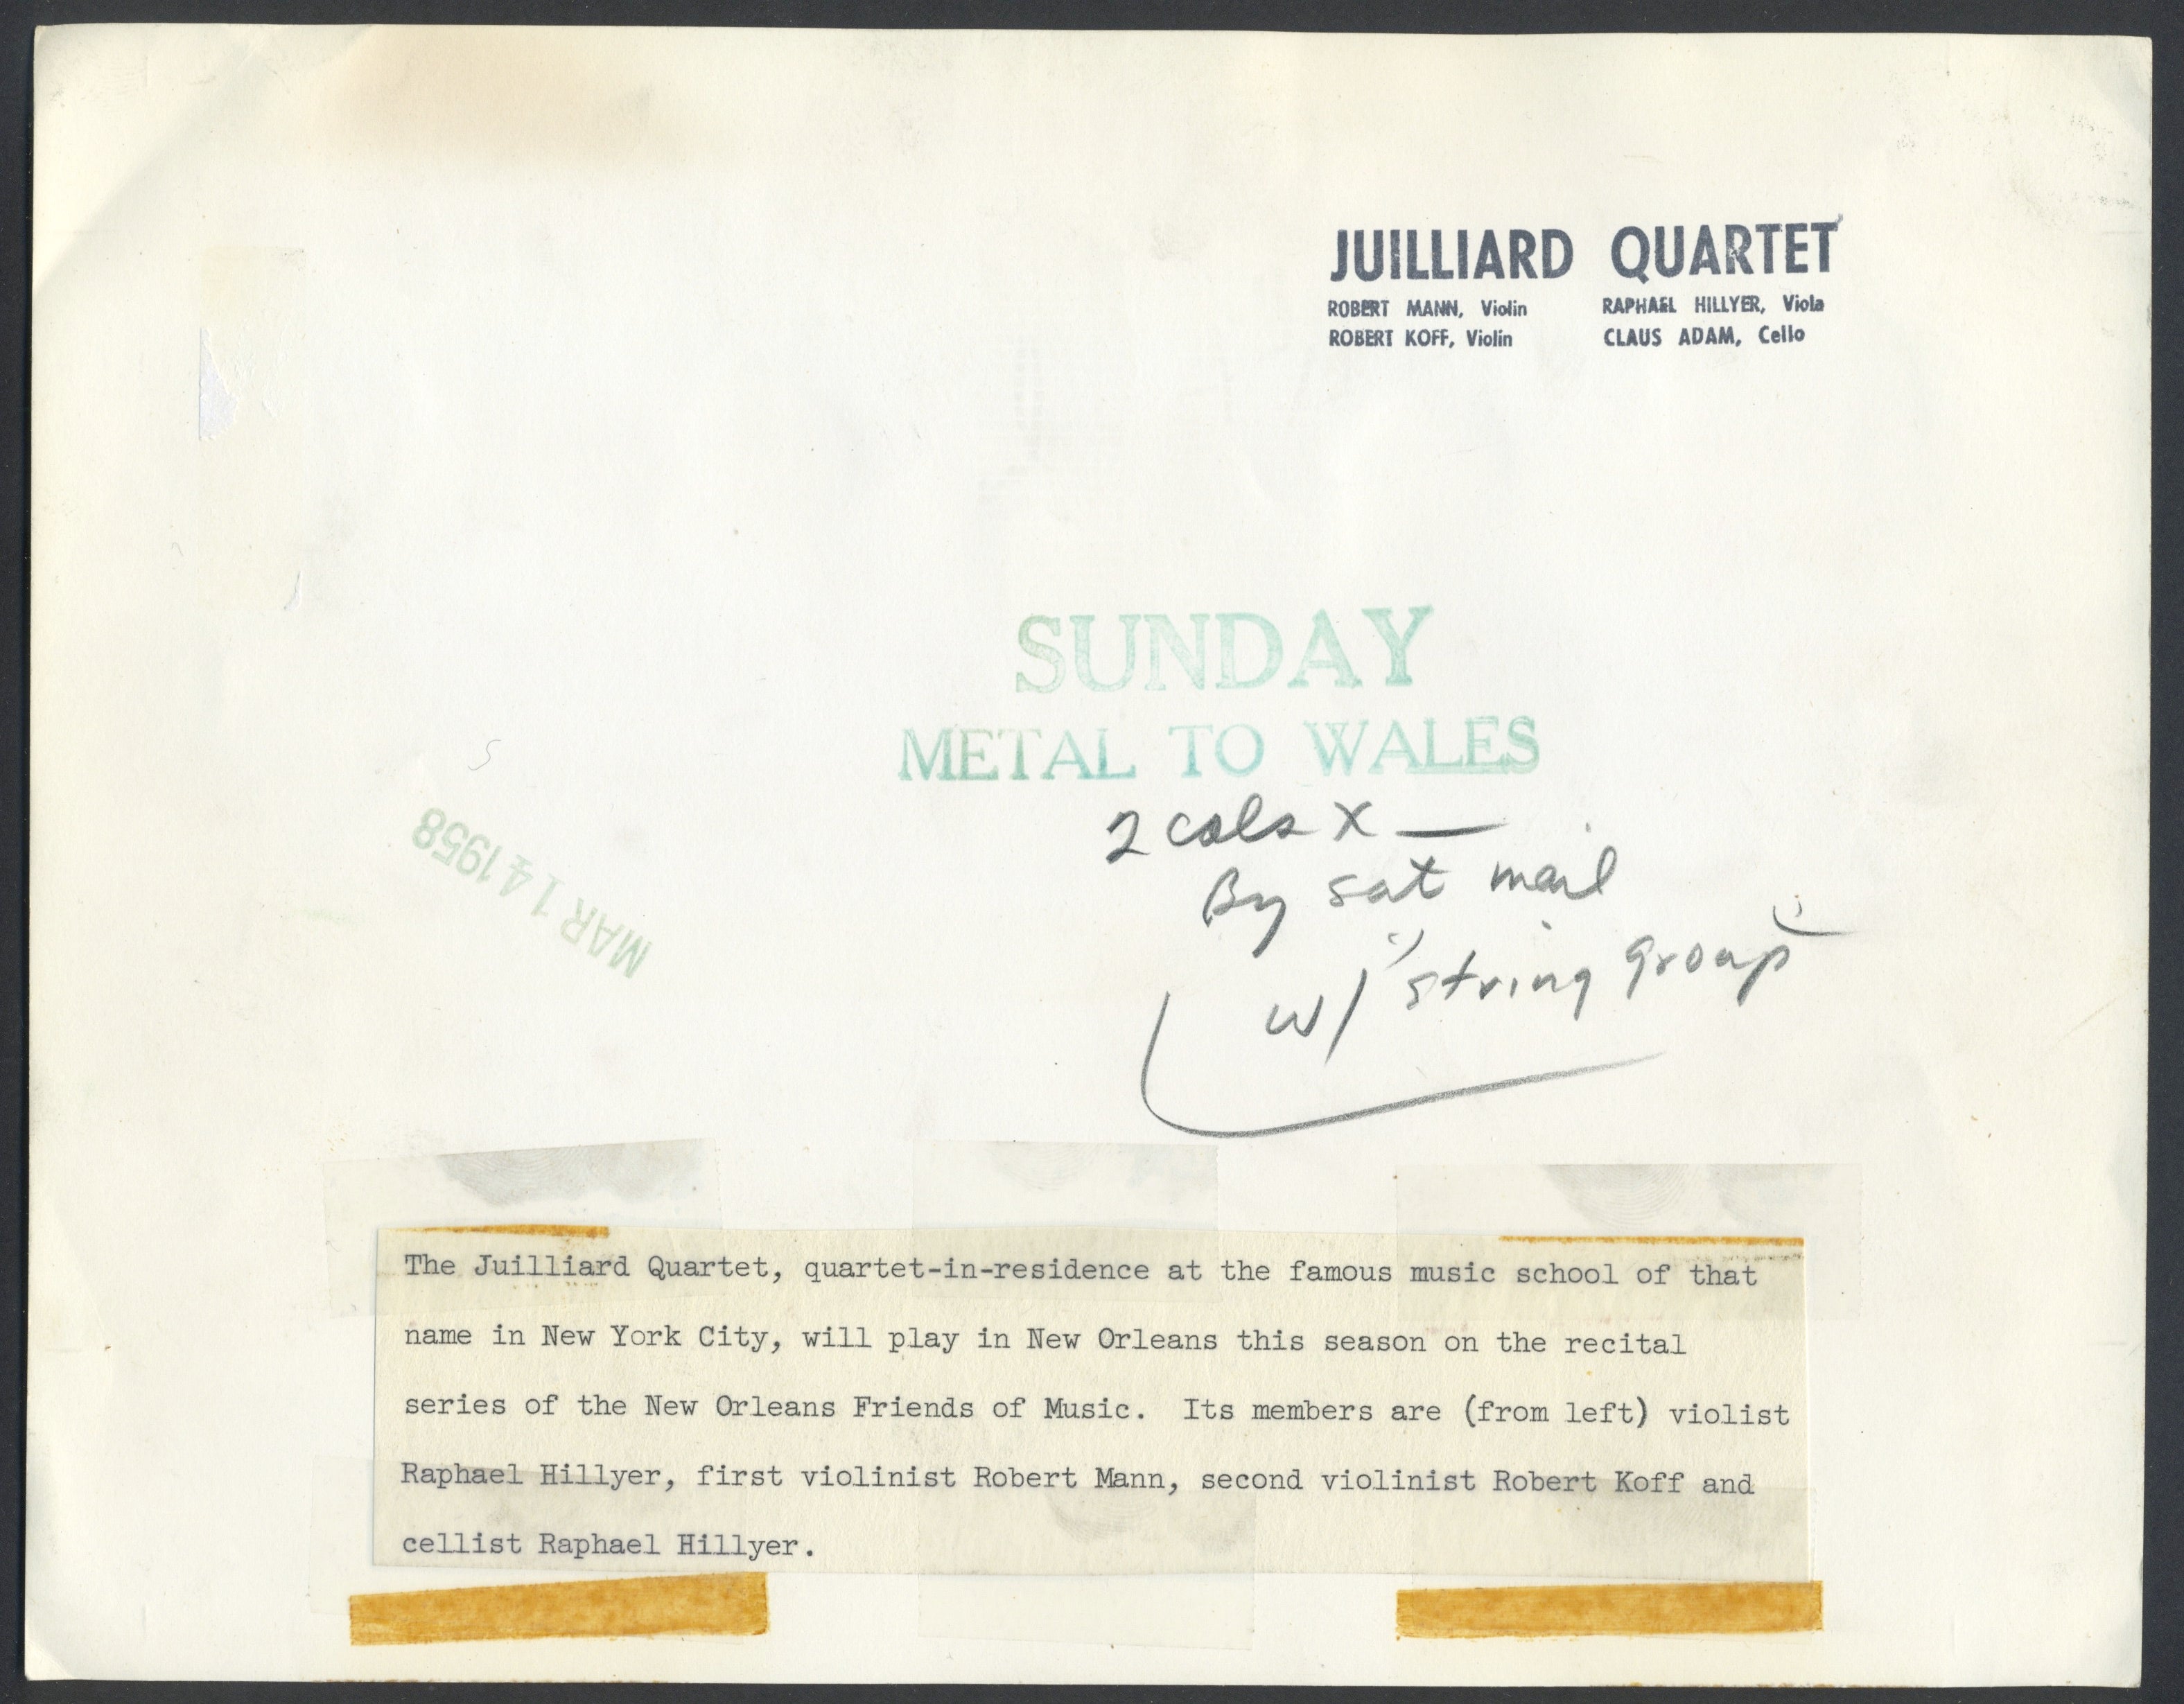 JUILLIARD QUARTET
ROBERT MANN, Violin RAPHAEL HILLYER, Viola
ROBERT KOFF, Violin CLAUS ADAM, Cello
SUNDAY
METAL TO WALES
2 cols X —
By sat mail
w/ "string group"
MAR 14 1958
The Juilliard Quartet, quartet-in-residence at the famous music school of that
name in New York City, will play in New Orleans this season on the recital
series of the New Orleans Friends of Music. Its members are (from left) violist
Raphael Hillyer, first violinist Robert Mann, second violinist Robert Koff and
cellist Raphael Hillyer.